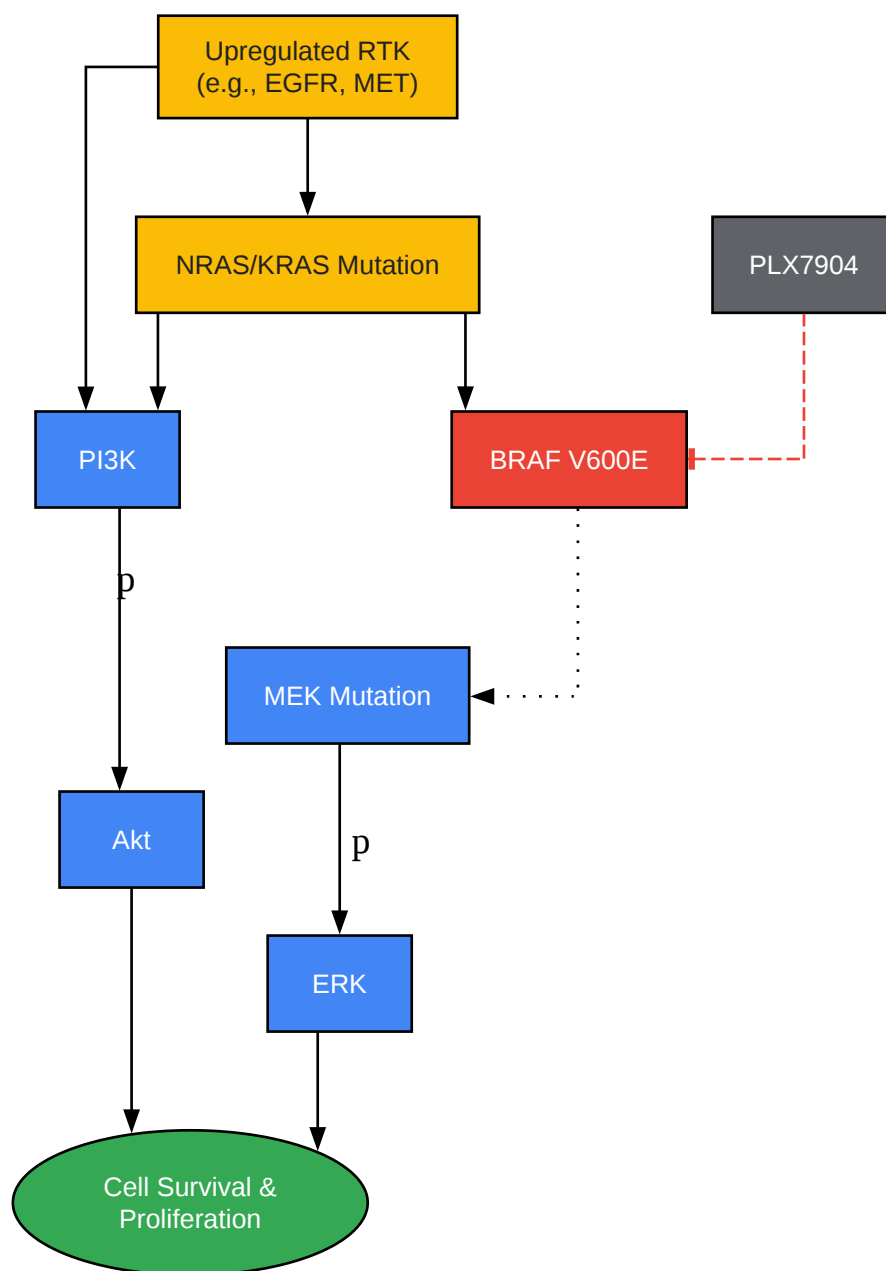 Upregulated RTK
(e.g., EGFR, MET)
NRAS/KRAS Mutation
PLX7904
PI3K
BRAF V600E
p
MEK Mutation
Akt
p
ERK
Cell Survival &
Proliferation